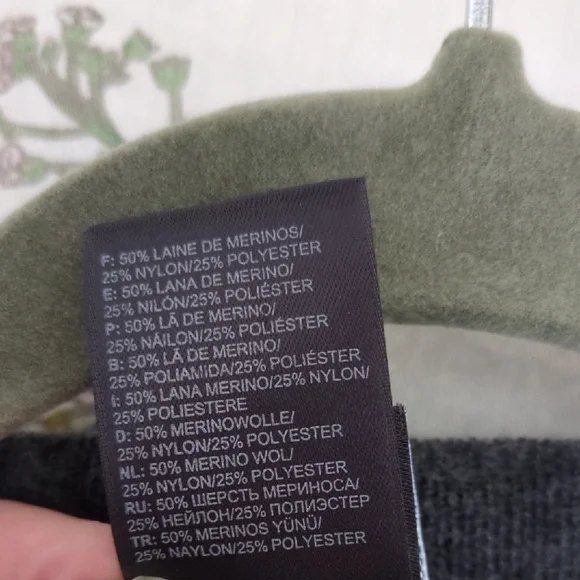 F: 50% LAINE DE MERINOS/
25% NYLON/25% POLYESTER
E: 50% LANA DE MERINO/
25% NILÓN/25% POLIÉSTER
P: 50% LÃ DE MERINO/
25% NÁILON/25% POLIÉSTER
B: 50% LÃ DE MERINO/
25% POLIAMIDA/25% POLIÉSTER
I: 50% LANA MERINO/25% NYLON/
25% POLIESTERE
D: 50% MERINOWOLLE/
25% NYLON/25% POLYESTER
NL: 50% MERINO WOL/
25% NYLON/25% POLYESTER
RU: 50% ШЕРСТЬ МЕРИНОСА/
25% НЕЙЛОН/25% ПОЛИЭСТЕР
TR: 50% MERINOS YÜNÜ/
25% NAYLON/25% POLYESTER